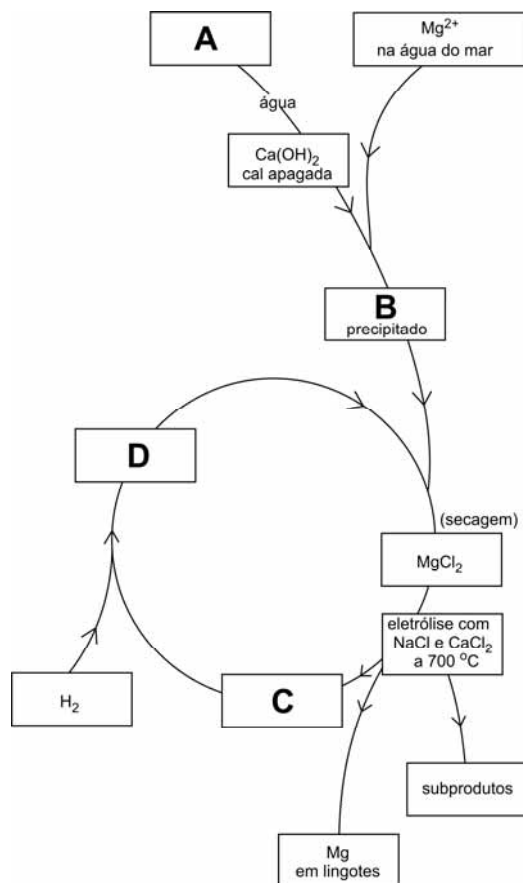 A
Mg²⁺
na água do mar
água
Ca(OH)₂
cal apagada
B
precipitado
D
(secagem)
MgCl₂
eletrólise com
NaCl e CaCl₂
a 700 °C
H₂
C
subprodutos
Mg
em lingotes